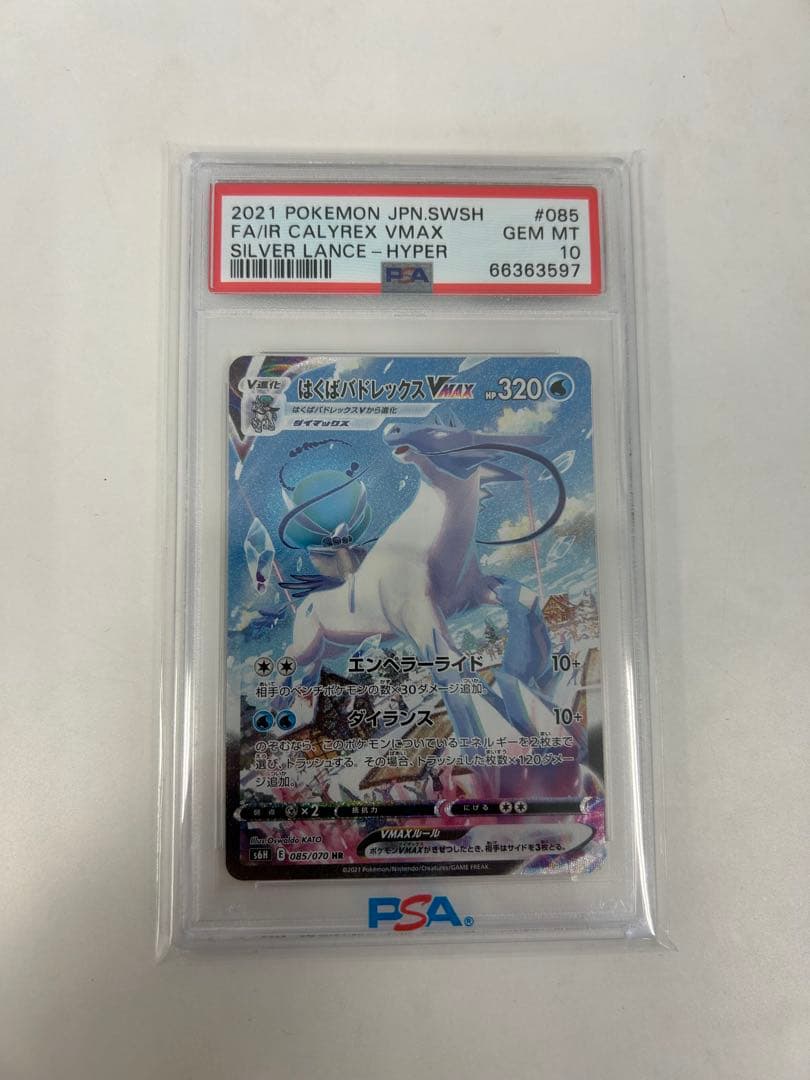 2021 POKEMON JPN.SWSH #085
FA/IR CALYREX VMAX GEM MT
SILVER LANCE-HYPER 10
PSA 66363597
V進化 はくばバドレックスVMAX HP 320
はくばバドレックスVから進化
ダイマックス
エンペラーライド 10+
相手のベンチポケモンの数×30ダメージ追加。
ダイランス 10+
のぞむなら、このポケモンについているエネルギーを2枚まで
選び、トラッシュする。その場合、トラッシュした枚数×120ダメー
ジ追加。
弱点 ×2 抵抗力 にげる
Illus. Oswaldo KATO
VMAXルール
s6H E 085/070 HR ポケモンVMAXがきぜつしたとき、相手はサイドを3枚とる。
©2021 Pokémon/Nintendo/Creatures/GAME FREAK.
PSA®